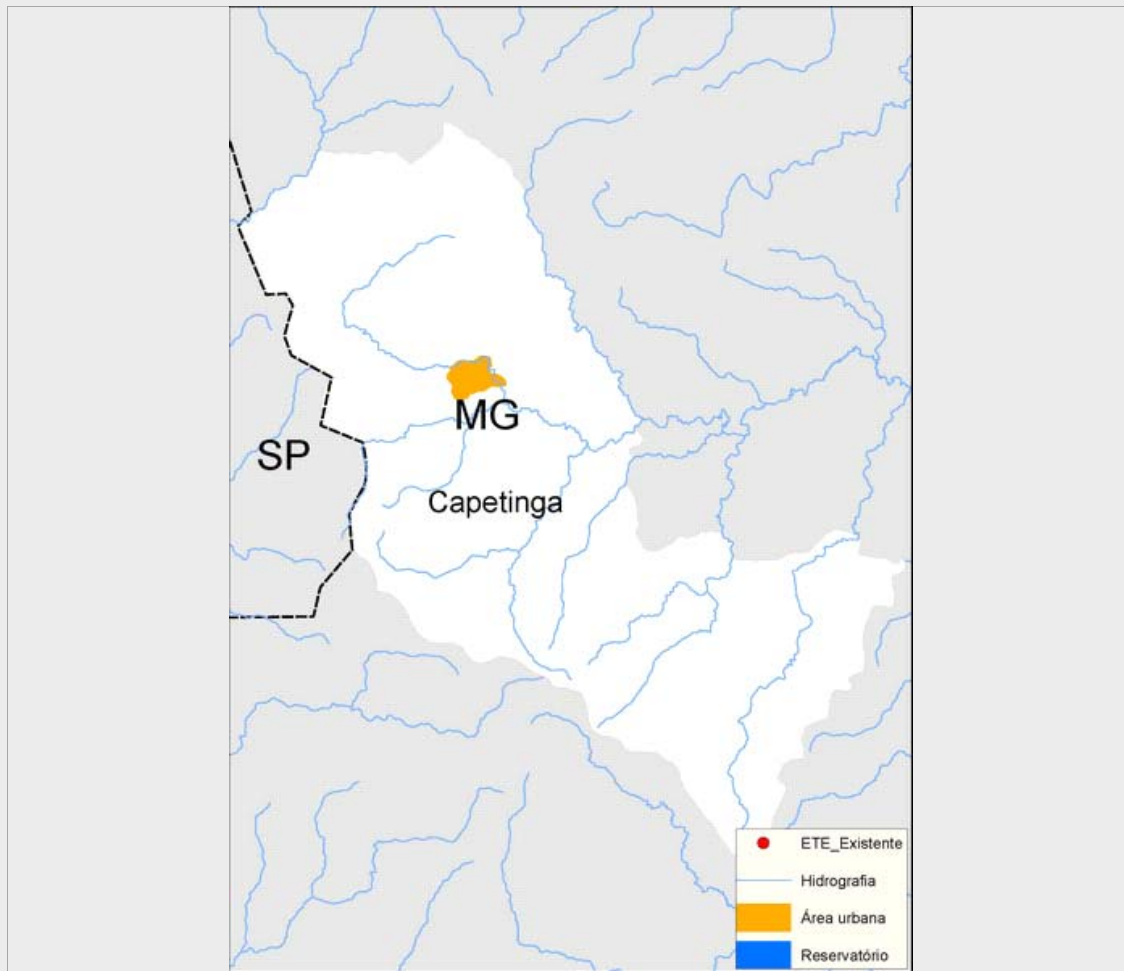 MG
SP
Capetinga
ETE_Existente
Hidrografia
Área urbana
Reservatório